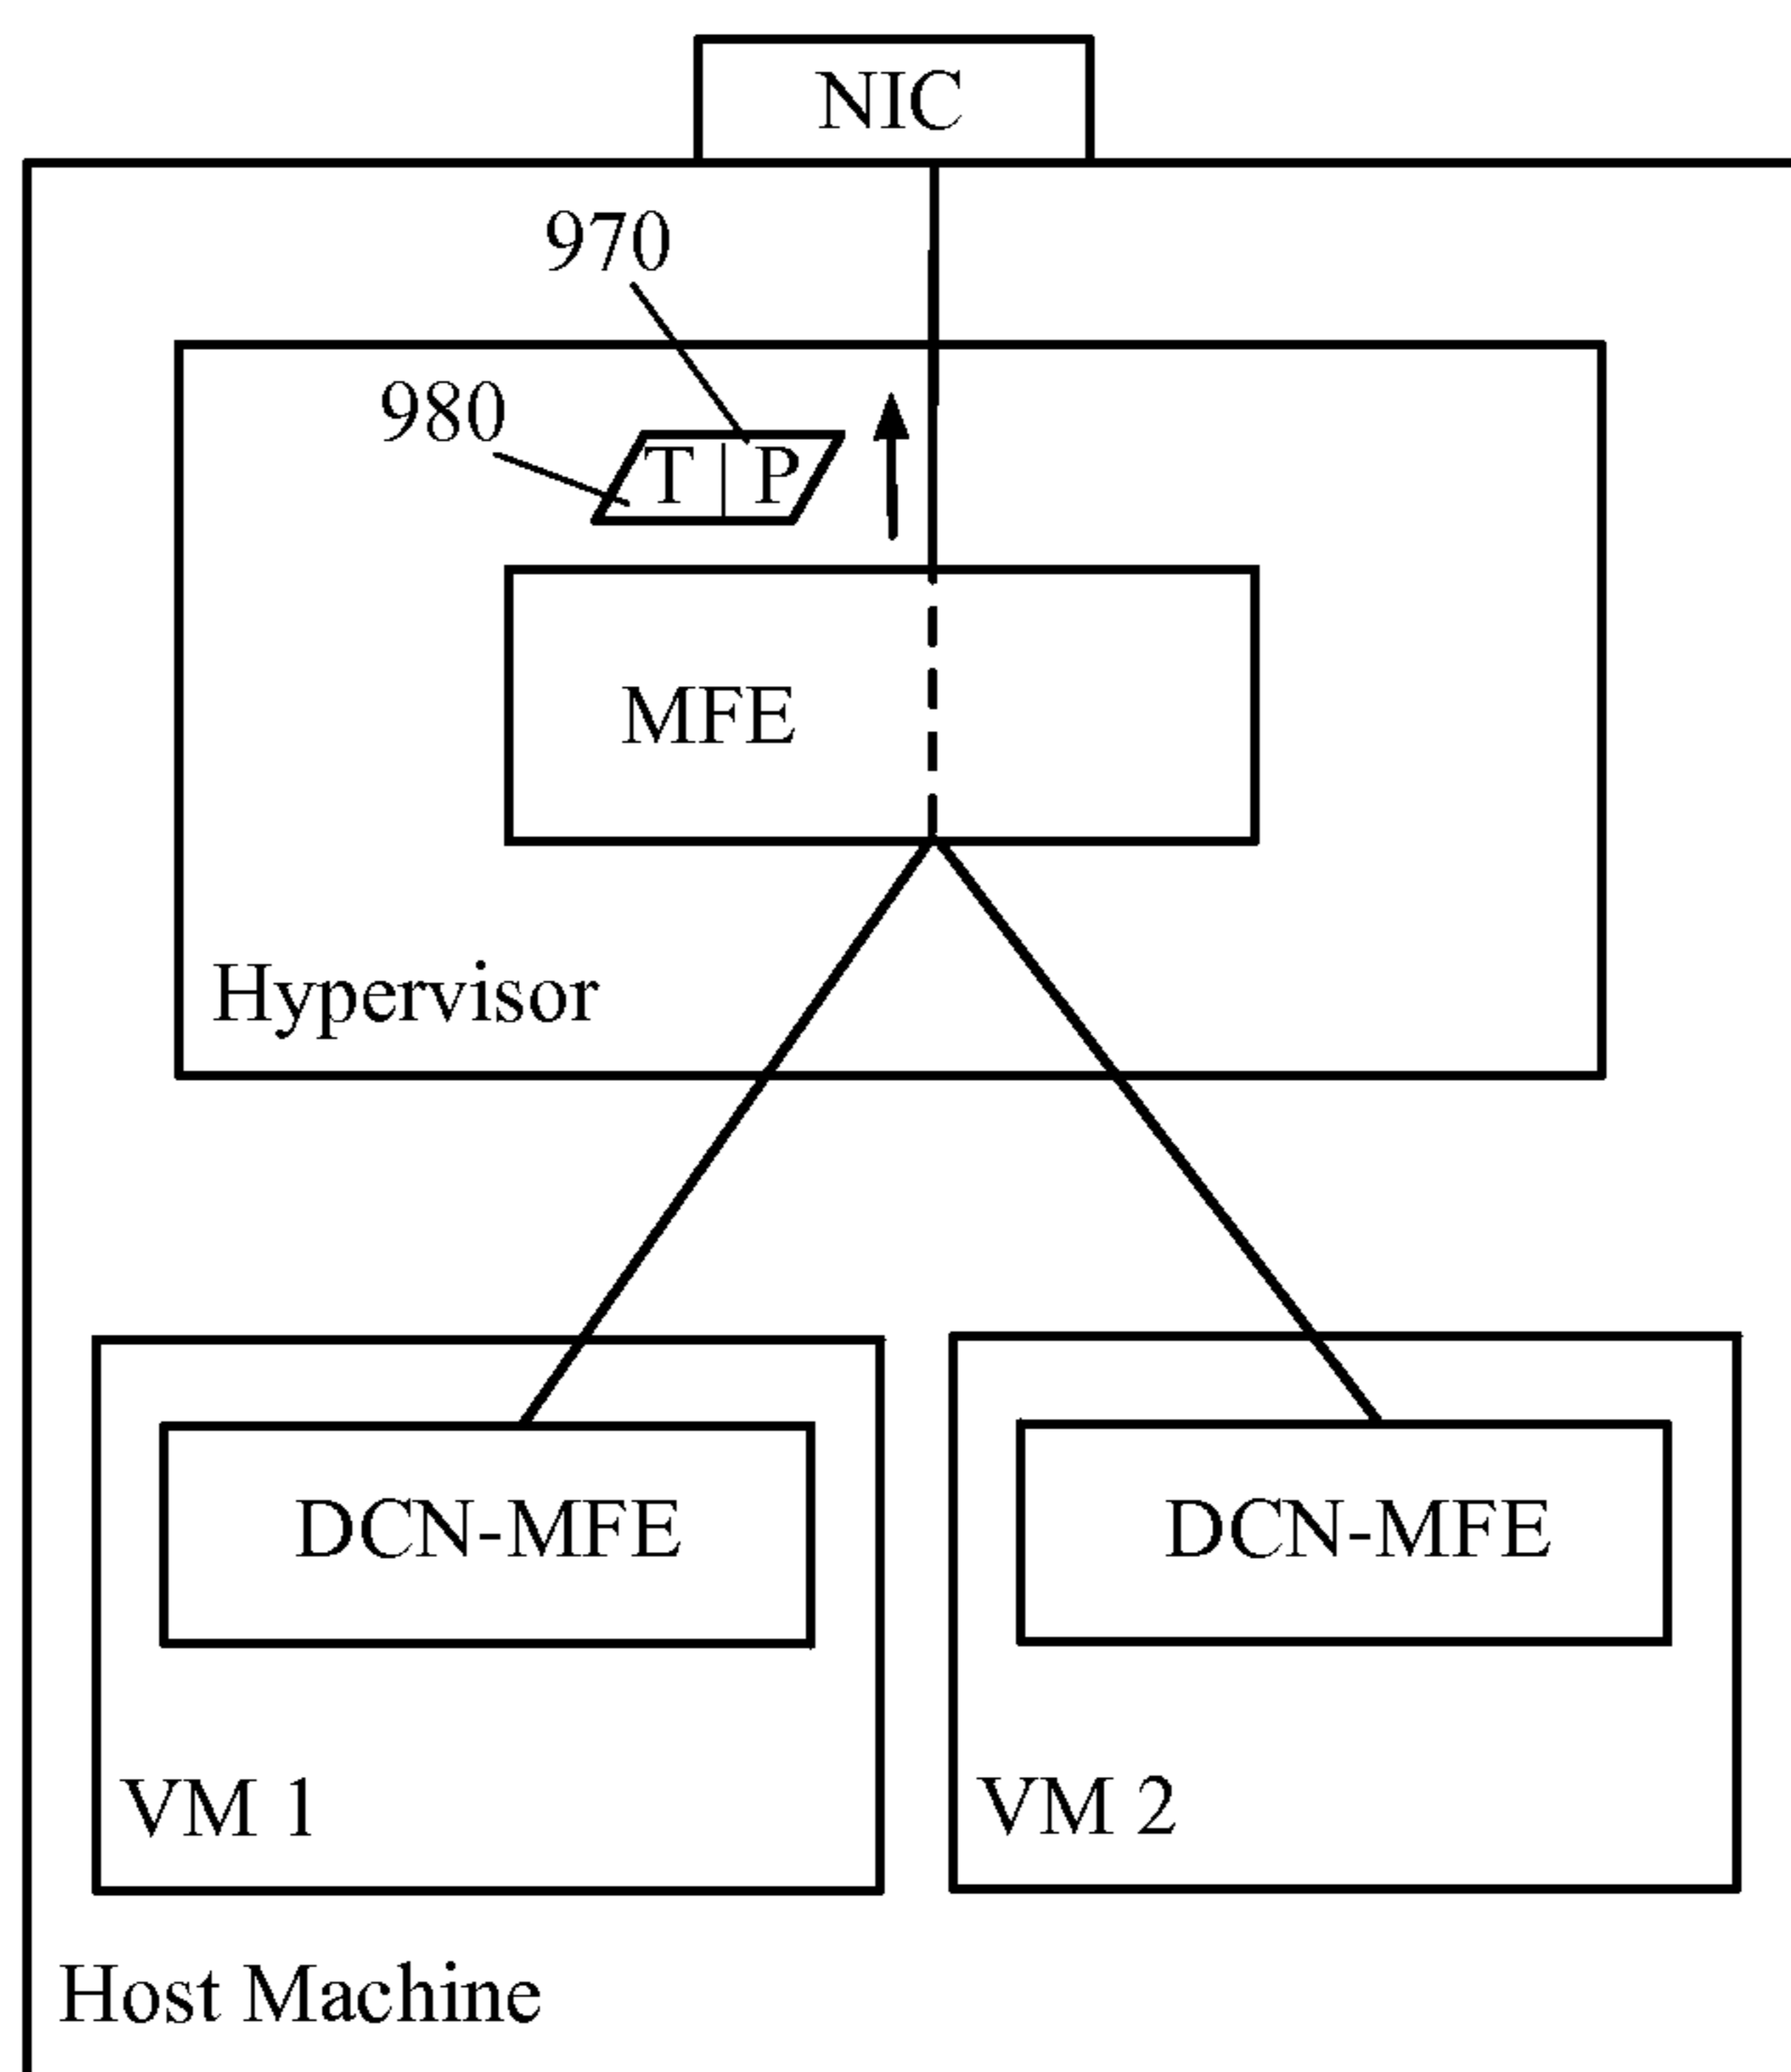 NIC
970
980
T P
MFE
Hypervisor
DCN-MFE
DCN-MFE
VM 1
VM 2
Host Machine